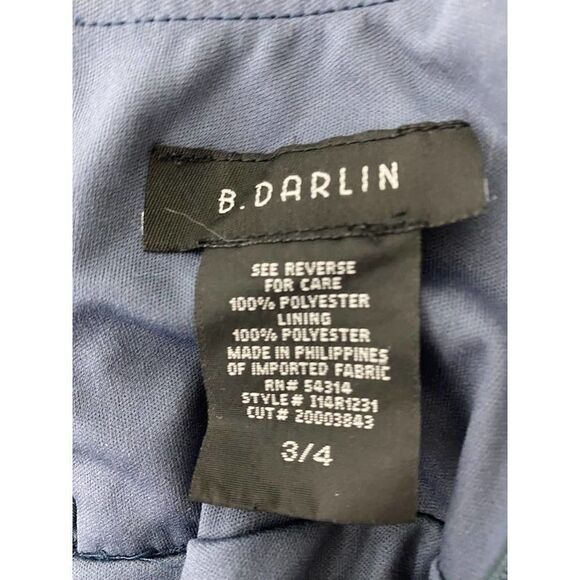 B. DARLIN
SEE REVERSE
FOR CARE
100% POLYESTER
LINING
100% POLYESTER
MADE IN PHILIPPINES
OF IMPORTED FABRIC
RN# 54314
STYLE# I14R1231
CUT# 20003843
3/4